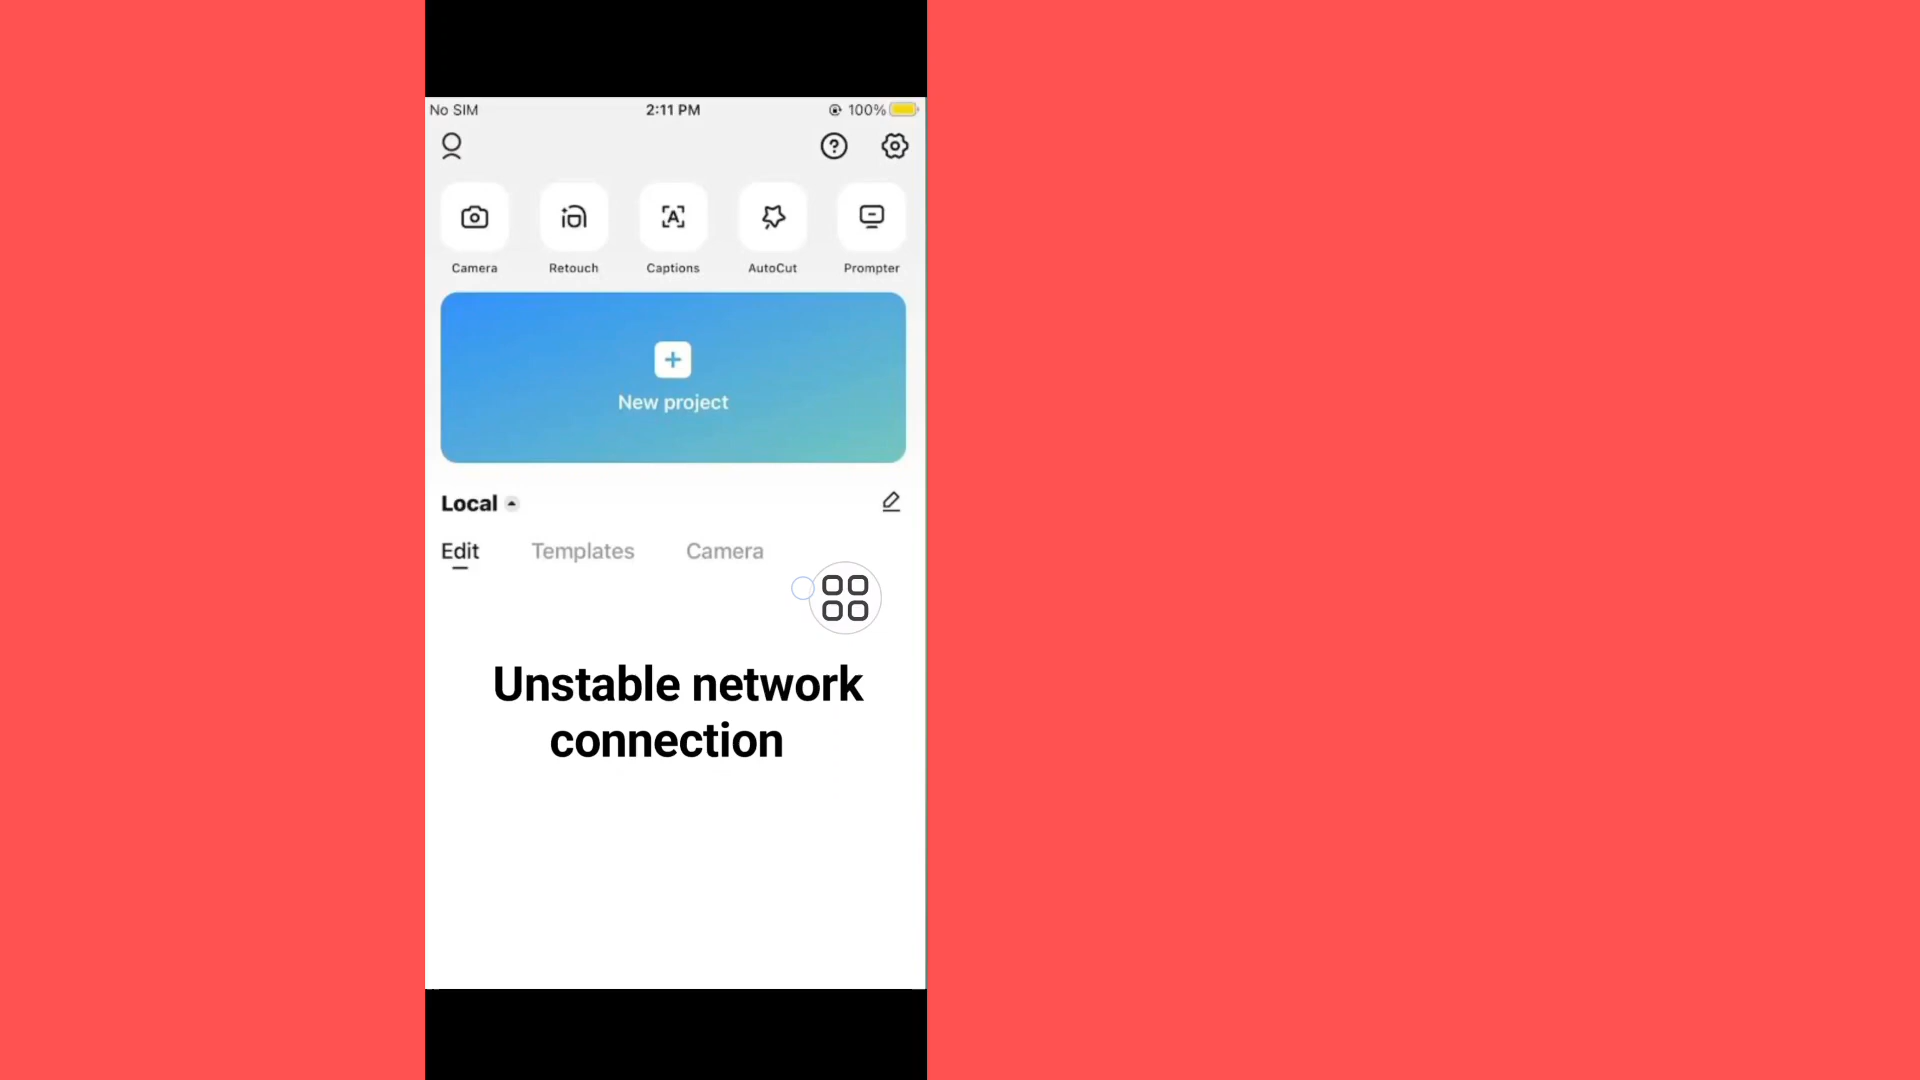 No SIM 2:11 PM 100%
Camera Retouch Captions AutoCut Prompter
New project
Local
Edit Templates Camera
Unstable network
connection